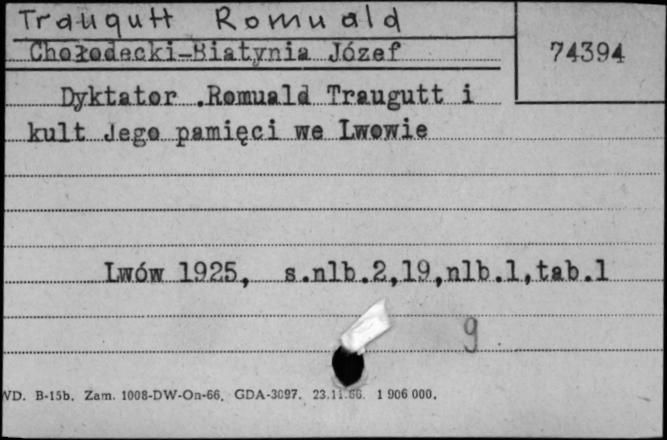 Traugutt Romuald
Chołodecki-Białynia Józef
74394
Dyktator .Romuald Traugutt i
kult Jego pamięci we Lwowie
Lwów 1925, s.nlb.2,19,nlb.1,tab.1
9
WD. B-15b. Zam. 1008-DW-On-66. GDA-3097. 23.11.66. 1 906 000.